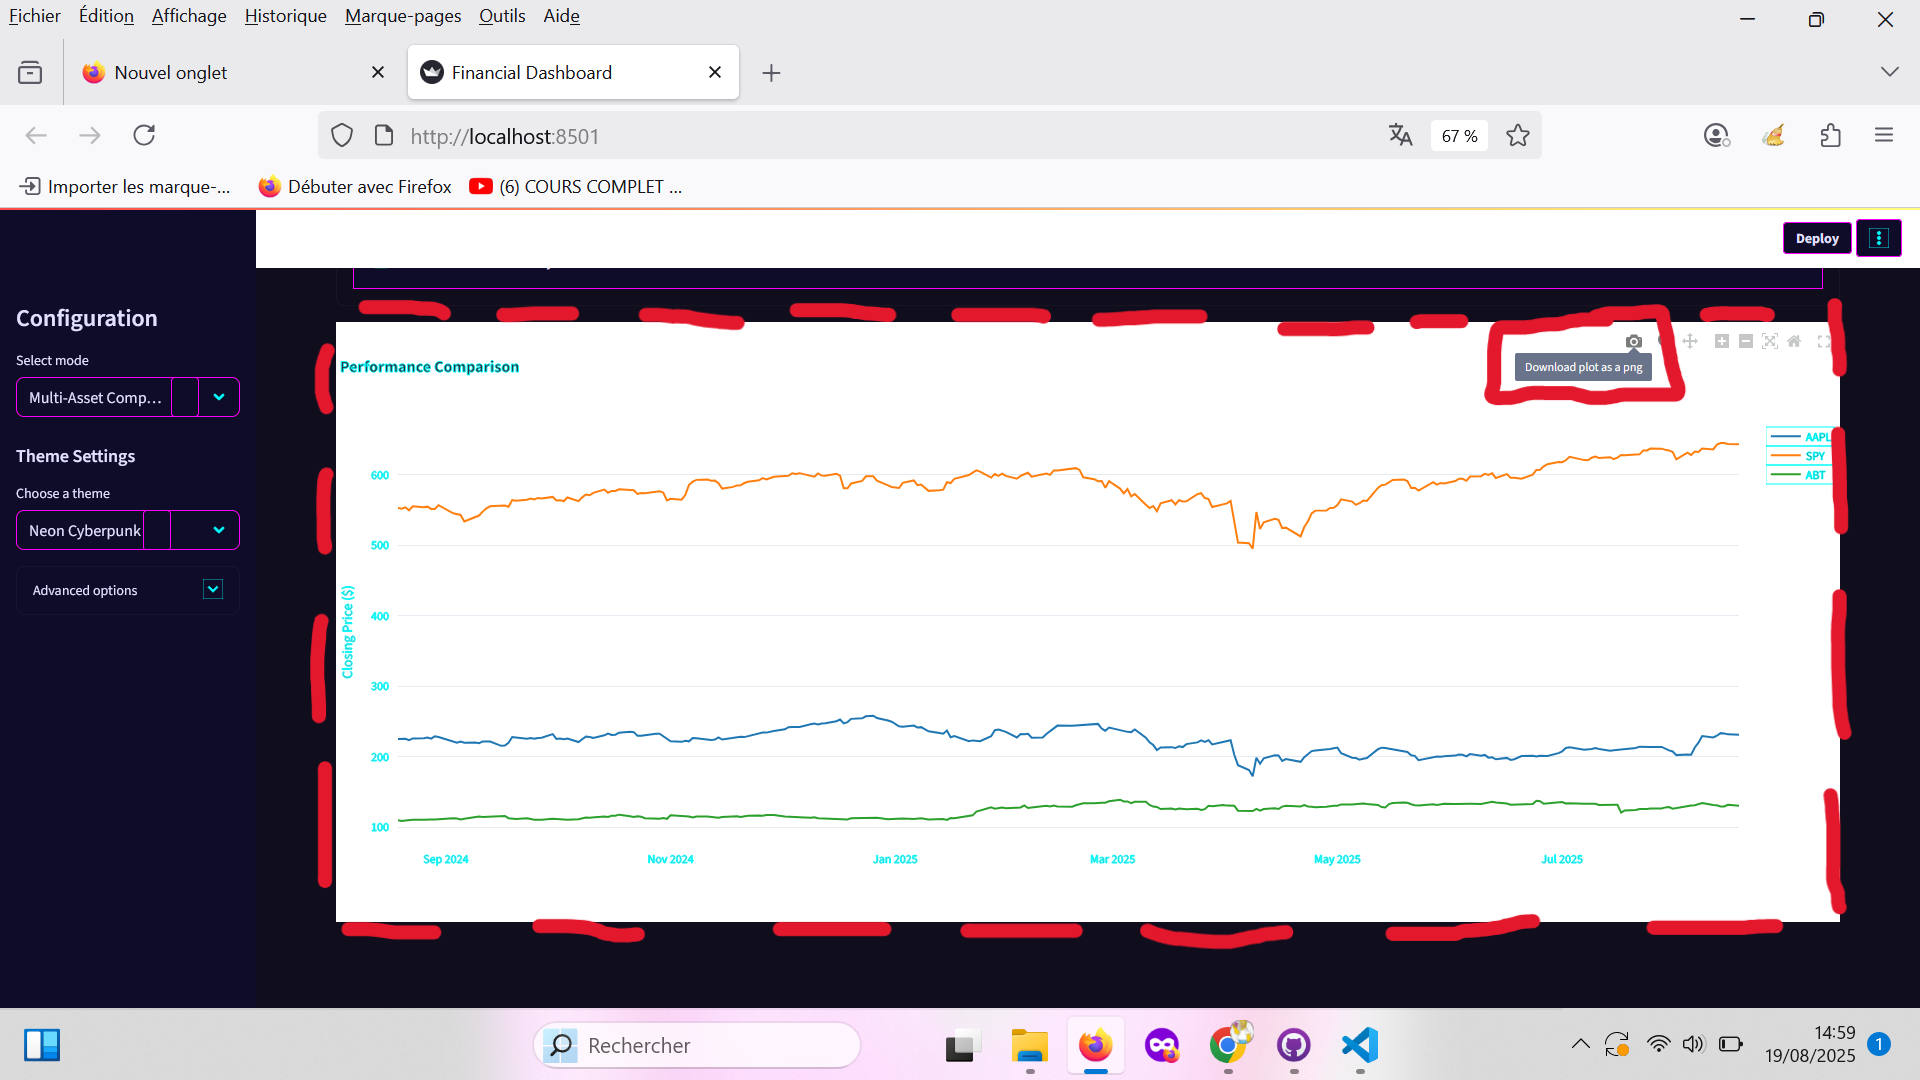 Fichier Édition Affichage Historique Marque-pages Outils Aide
Nouvel onglet
Financial Dashboard
http://localhost:8501
67 %
Importer les marque-...
Débuter avec Firefox
(6) COURS COMPLET ...
Deploy
Configuration
Select mode
Multi-Asset Comp...
Theme Settings
Choose a theme
Neon Cyberpunk
Advanced options
Performance Comparison
Download plot as a png
AAPL
SPY
ABT
600
500
400
300
200
100
Closing Price ($)
Sep 2024
Nov 2024
Jan 2025
Mar 2025
May 2025
Jul 2025
Rechercher
14:59
19/08/2025
1